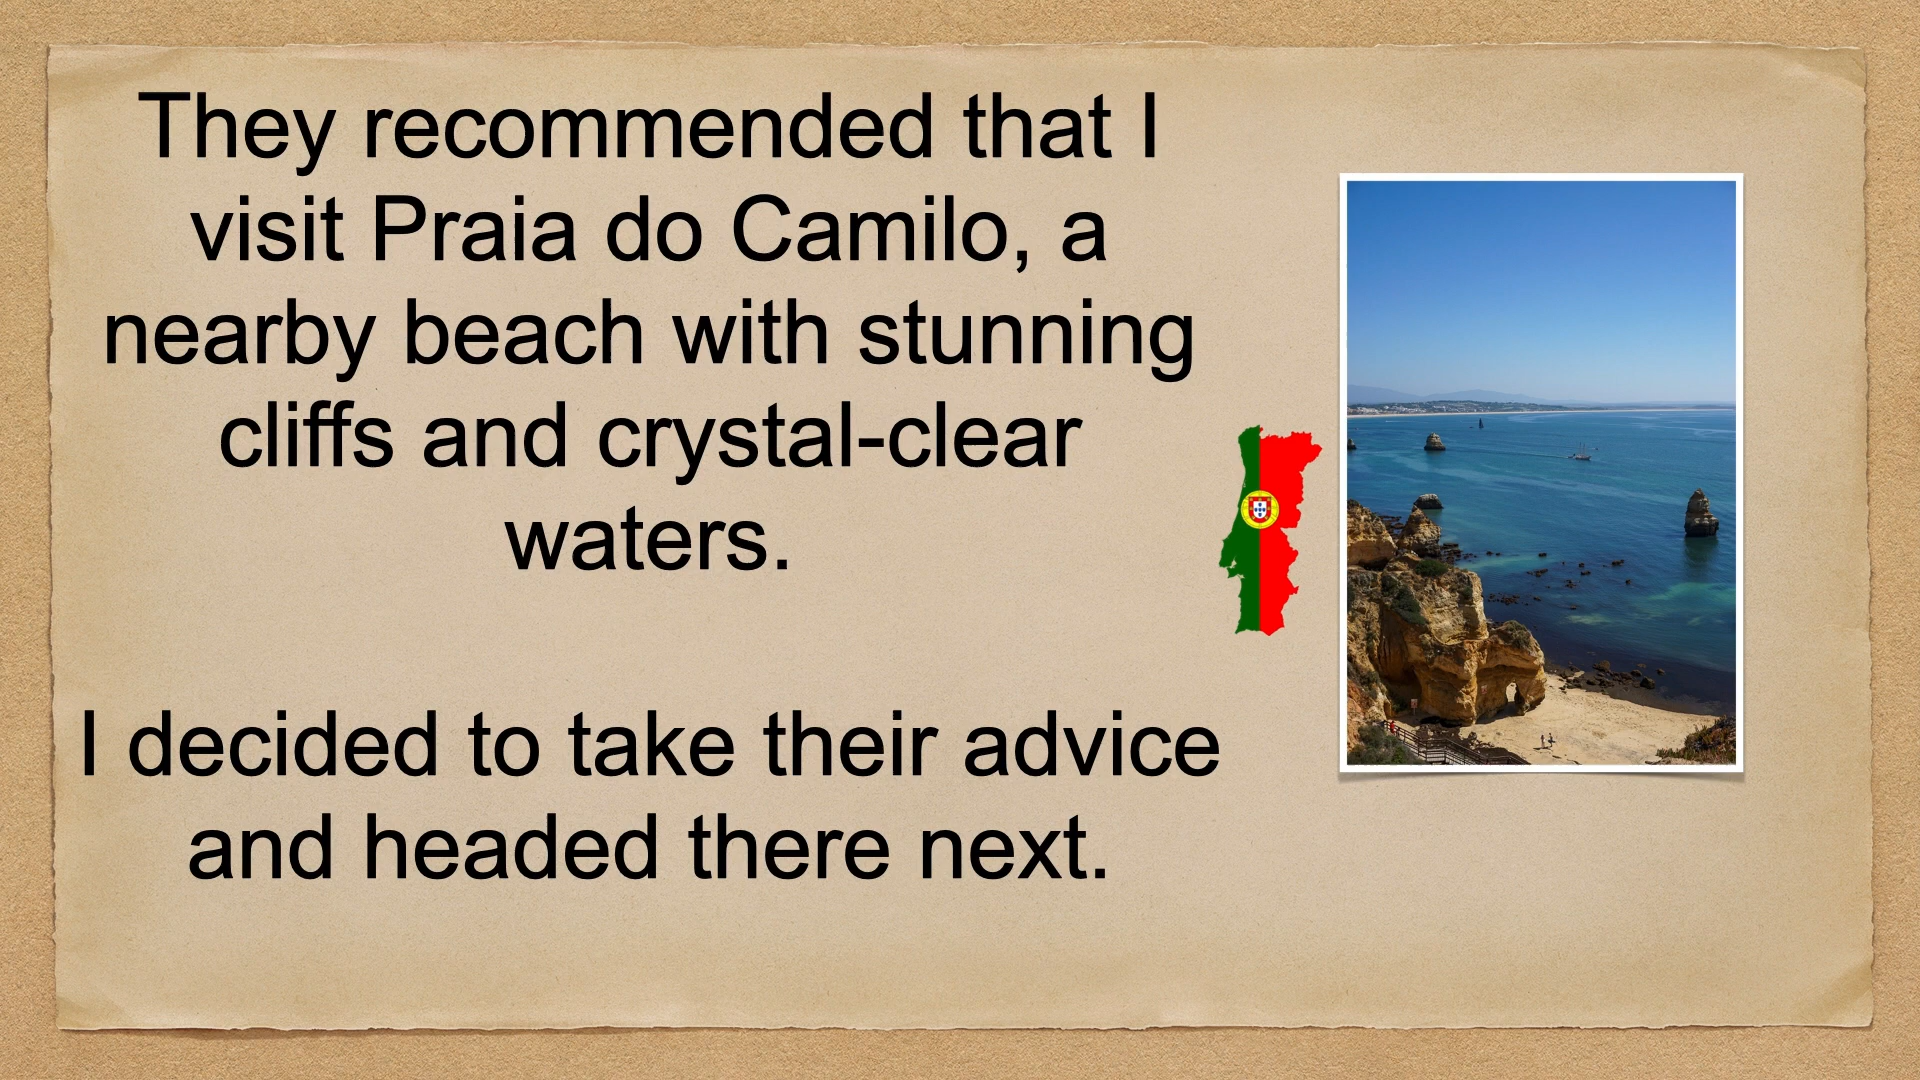 They recommended that I
visit Praia do Camilo, a
nearby beach with stunning
cliffs and crystal-clear
waters.
I decided to take their advice
and headed there next.